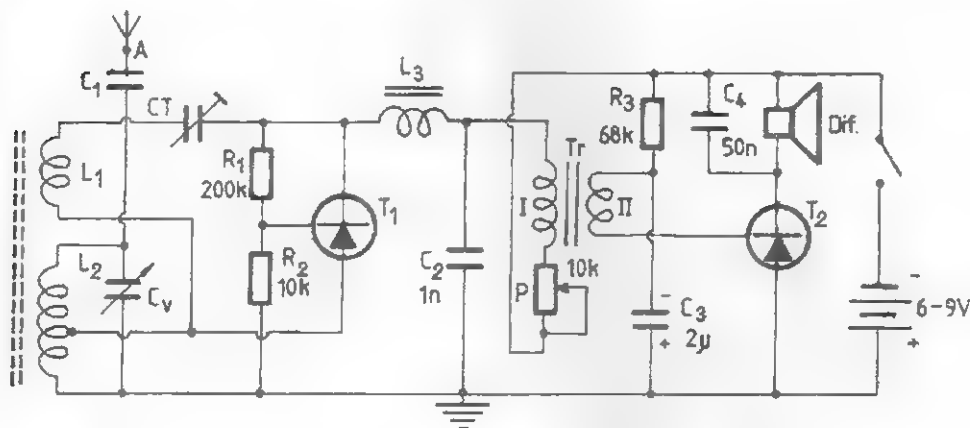 A
C1
CT
L1
L2
Cv
R1
200k
R2
10k
T1
L3
C2
1n
I
Tr
II
10k
P
R3
68k
C3
2µ
-
+
C4
50n
Dif.
T2
-
6-9V
+